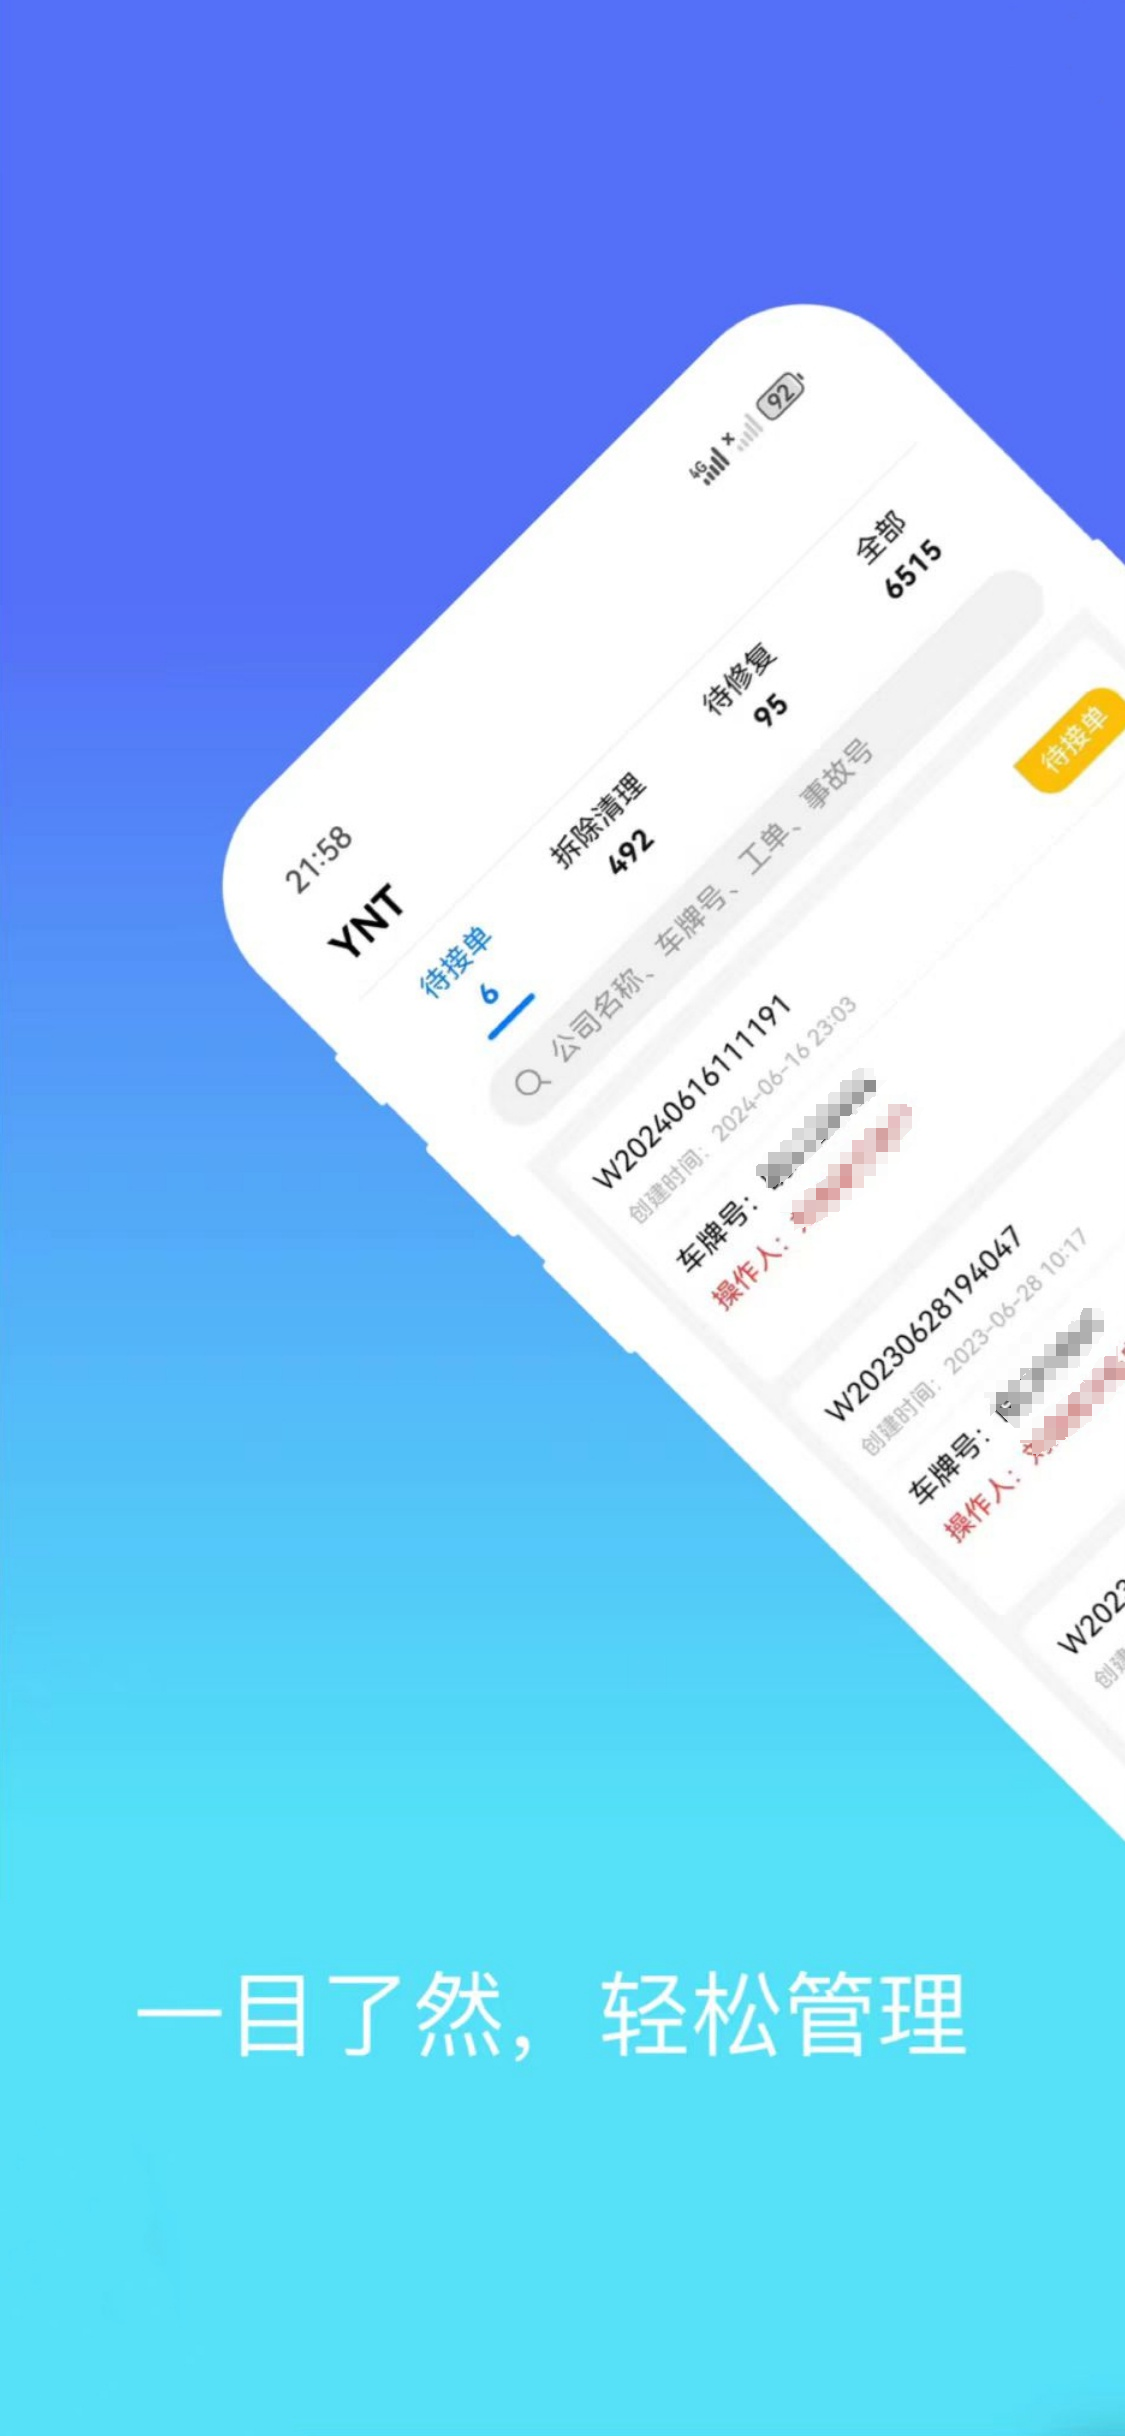 21:58
4G
92
YNT
待接单
6
拆除清理
492
待修复
95
全部
6515
公司名称、车牌号、工单、事故号
W20240616111191
待接单
创建时间：2024-06-16 23:03
车牌号：
操作人：
W20230628194047
创建时间：2023-06-28 10:17
车牌号：
操作人：
W202
创
一目了然，轻松管理